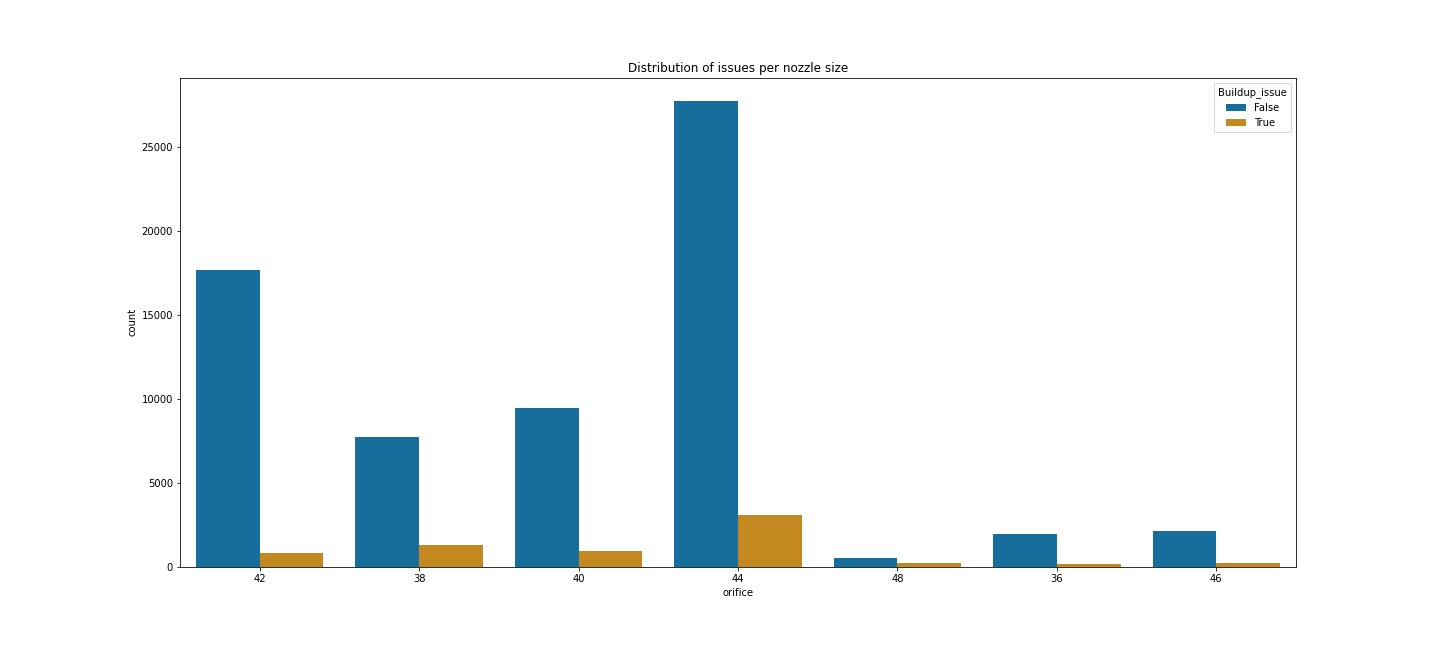 Distribution of issues per nozzle size
Buildup_issue
False
True
25000
20000
15000
10000
5000
0
count
42 38 40 44 48 36 46
orifice